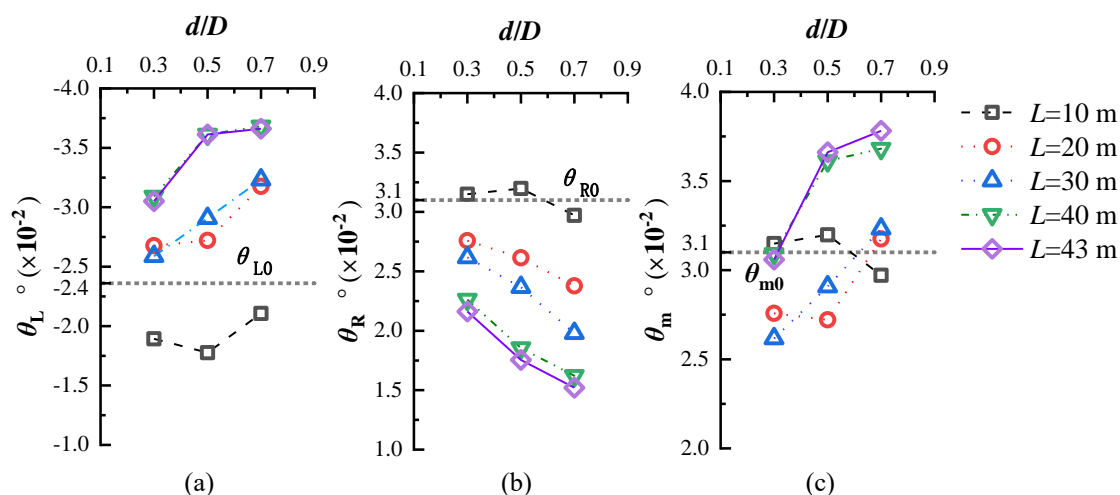 d/D
0.1 0.3 0.5 0.7 0.9
-4.0
-3.5
-3.0
-2.5
-2.4
-2.0
-1.5
-1.0
θL ° (×10-2)
θL0
(a)
d/D
0.1 0.3 0.5 0.7 0.9
4.0
3.5
3.1
3.0
2.5
2.0
1.5
1.0
θR ° (×10-2)
θR0
(b)
d/D
0.1 0.3 0.5 0.7 0.9
4.0
3.5
3.1
3.0
2.5
2.0
θm ° (×10-2)
θm0
(c)
L=10 m
L=20 m
L=30 m
L=40 m
L=43 m